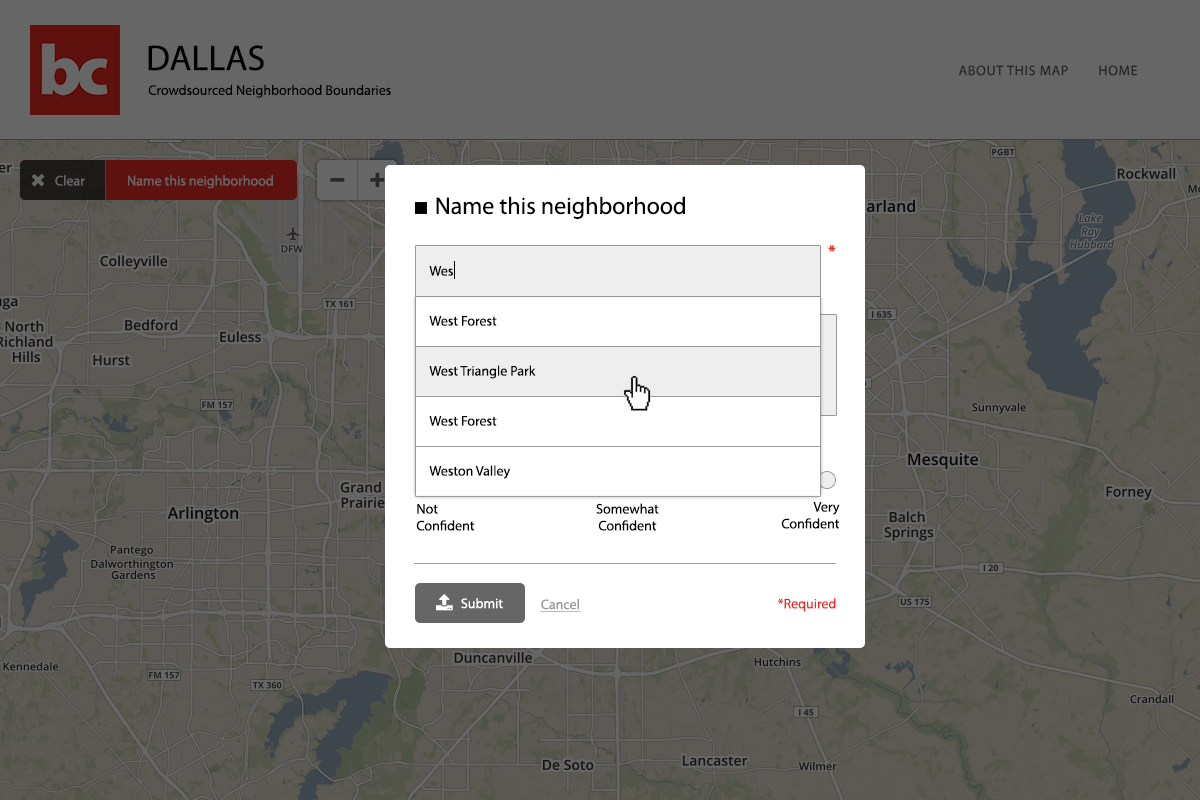 bc
DALLAS
Crowdsourced Neighborhood Boundaries
ABOUT THIS MAP
HOME
Clear
Name this neighborhood
Name this neighborhood
*
Wes
West Forest
West Triangle Park
West Forest
Weston Valley
Not
Confident
Somewhat
Confident
Very
Confident
Submit
Cancel
*Required
PGBT
Rockwall
arland
Lake
Ray
Hubbard
DFW
Colleyville
TX 161
I 635
North
Richland
Hills
Bedford
Euless
Hurst
FM 157
Sunnyvale
Mesquite
Grand
Prairie
Arlington
Forney
Balch
Springs
Pantego
Dalworthington
Gardens
I 20
US 175
Kennedale
FM 157
TX 360
Duncanville
Hutchins
Crandall
I 45
De Soto
Lancaster
Wilmer